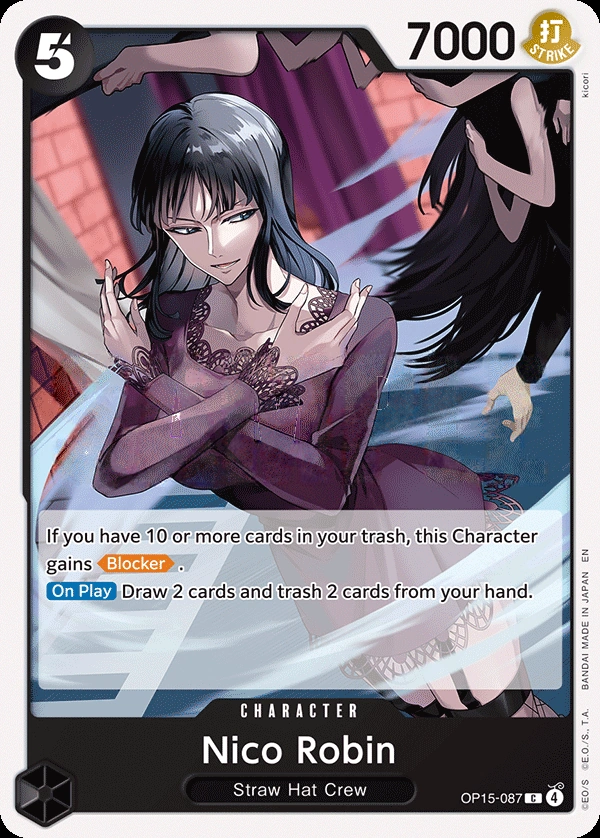 5
7000
打
STRIKE
kicori
If you have 10 or more cards in your trash, this Character
gains Blocker .
On Play Draw 2 cards and trash 2 cards from your hand.
CHARACTER
Nico Robin
Straw Hat Crew
OP15-087 C 4
©EO/S ©E.O./S., T.A. BANDAI MADE IN JAPAN EN